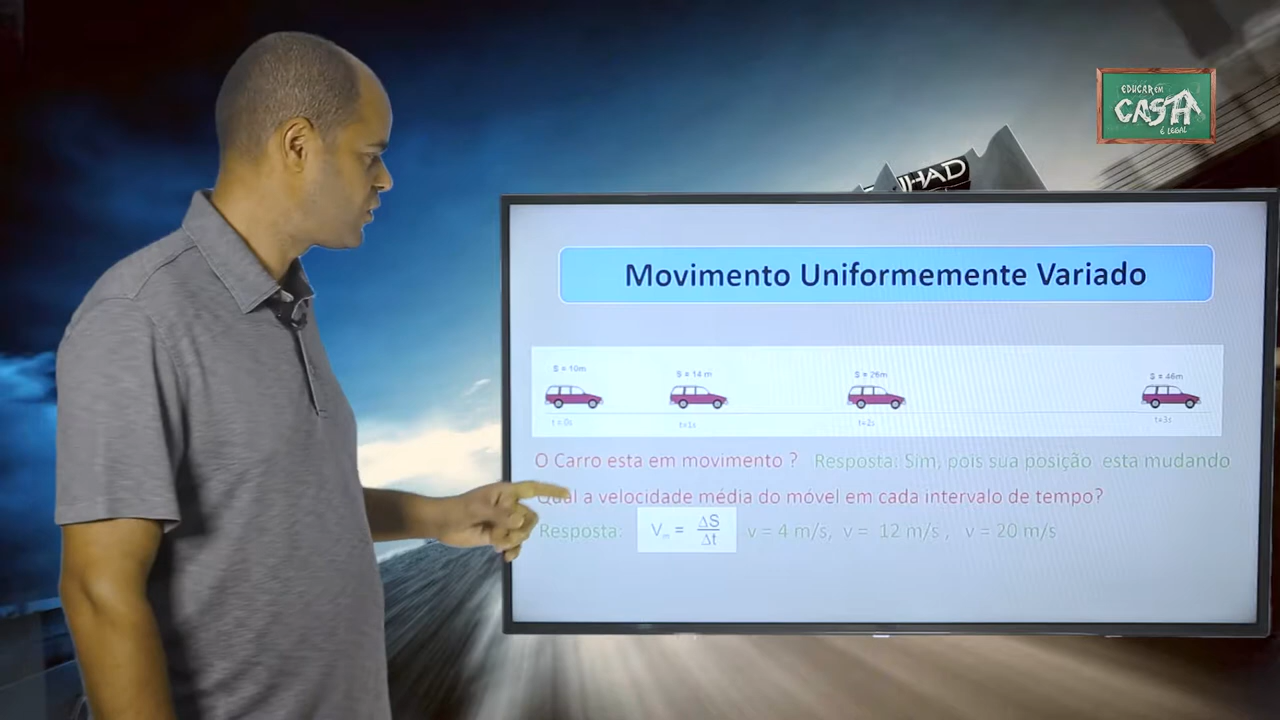 EDUCAR EM
CASA
É LEGAL
IHAD
Movimento Uniformemente Variado
S = 10m
S = 14 m
S = 26m
S = 46m
t = 0s
t=1s
t=2s
t=3s
O Carro esta em movimento ? Resposta: Sim, pois sua posição esta mudando
Qual a velocidade média do móvel em cada intervalo de tempo?
Resposta: Vm = ΔS/Δt v = 4 m/s, v = 12 m/s , v = 20 m/s